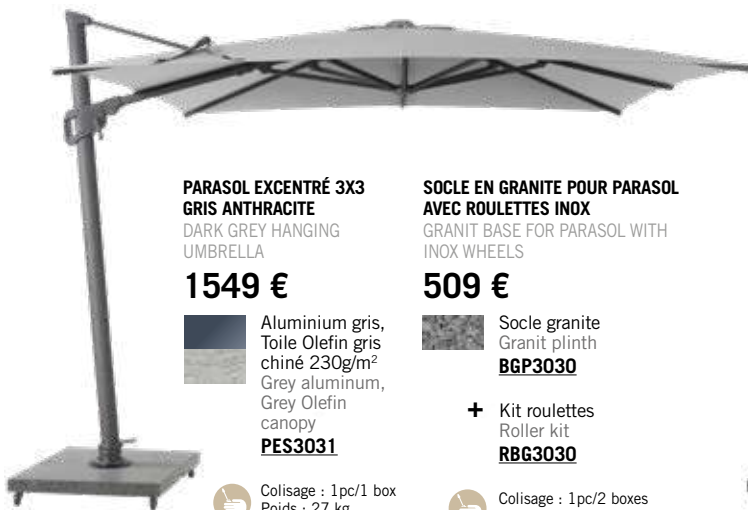 PARASOL EXCENTRÉ 3X3
GRIS ANTHRACITE
DARK GREY HANGING
UMBRELLA
1549 €
Aluminium gris,
Toile Olefin gris
chiné 230g/m²
Grey aluminum,
Grey Olefin
canopy
PES3031
Colisage : 1pc/1 box
Poids : 27 kg
SOCLE EN GRANITE POUR PARASOL
AVEC ROULETTES INOX
GRANIT BASE FOR PARASOL WITH
INOX WHEELS
509 €
Socle granite
Granit plinth
BGP3030
+ Kit roulettes
Roller kit
RBG3030
Colisage : 1pc/2 boxes